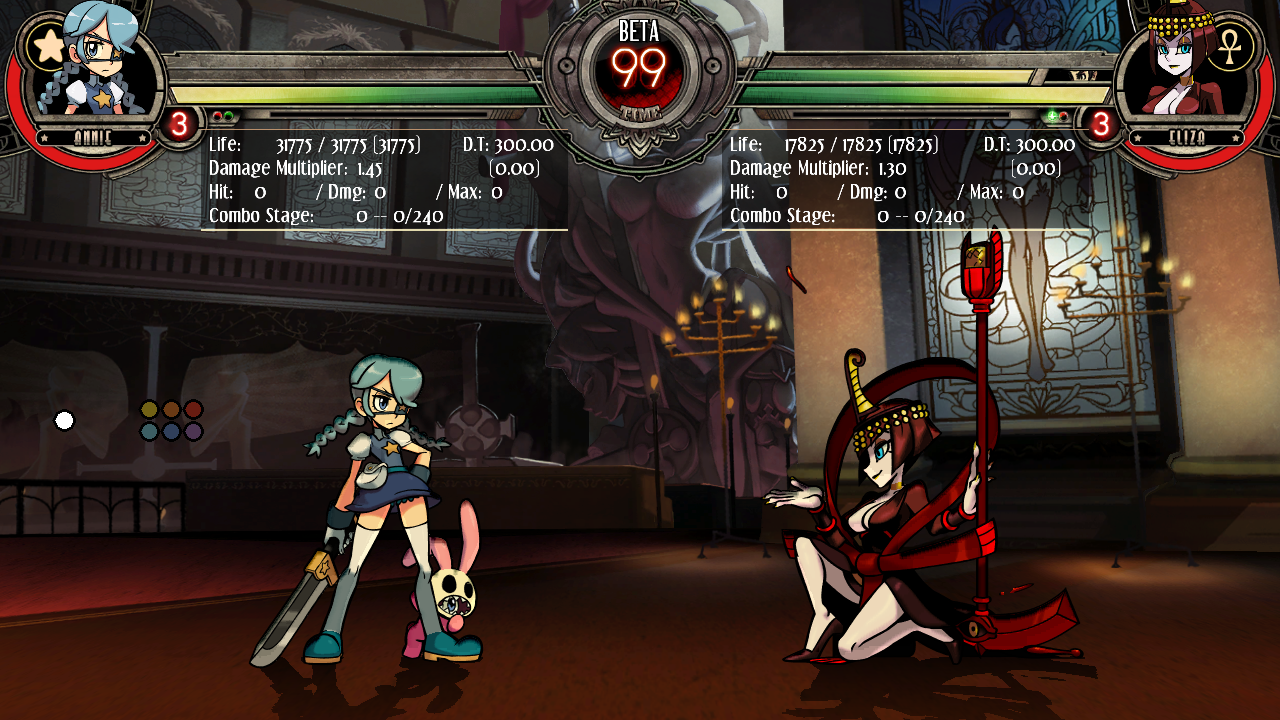 BETA
99
TIME
ANNIE
3
Life: 31775 / 31775 (31775) D.T: 300.00
Damage Multiplier: 1.45 (0.00)
Hit: 0 / Dmg: 0 / Max: 0
Combo Stage: 0 -- 0/240
ELIZA
3
Life: 17825 / 17825 (17825) D.T: 300.00
Damage Multiplier: 1.30 (0.00)
Hit: 0 / Dmg: 0 / Max: 0
Combo Stage: 0 -- 0/240